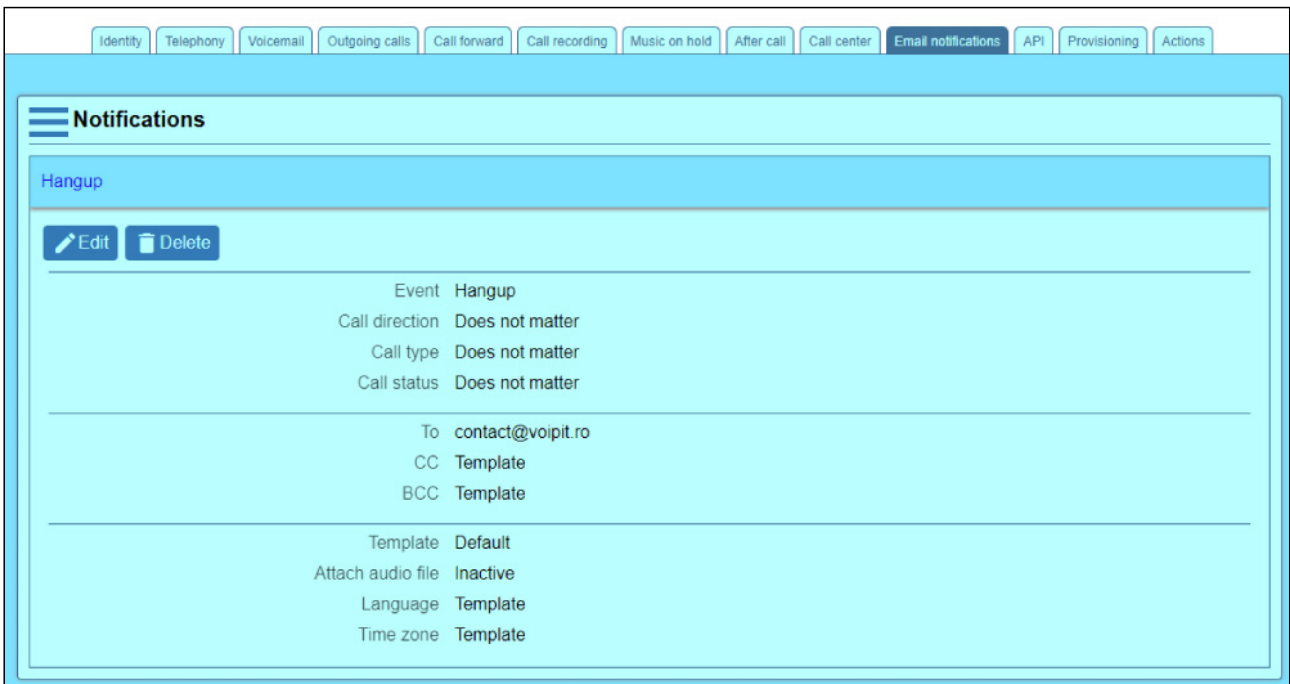 Identity Telephony Voicemail Outgoing calls Call forward Call recording Music on hold After call Call center Email notifications API Provisioning Actions
Notifications
Hangup
Edit Delete
Event Hangup
Call direction Does not matter
Call type Does not matter
Call status Does not matter
To contact@voipit.ro
CC Template
BCC Template
Template Default
Attach audio file Inactive
Language Template
Time zone Template